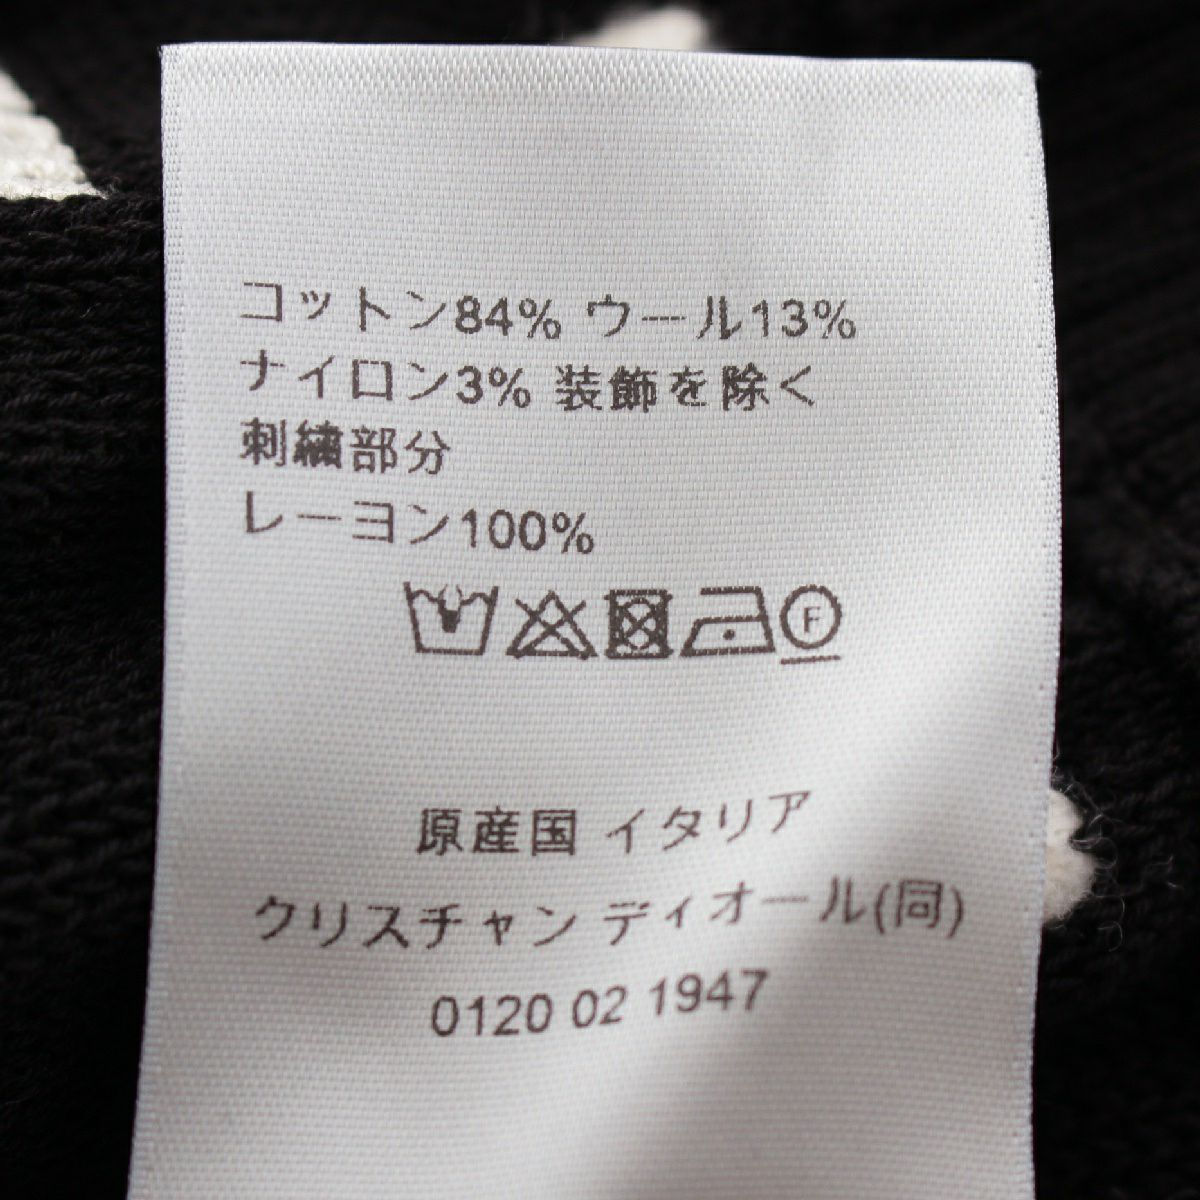 コットン84% ウール13%
ナイロン3% 装飾を除く
刺繍部分
レーヨン100%
F
原産国 イタリア
クリスチャン ディオール(同)
0120 02 1947